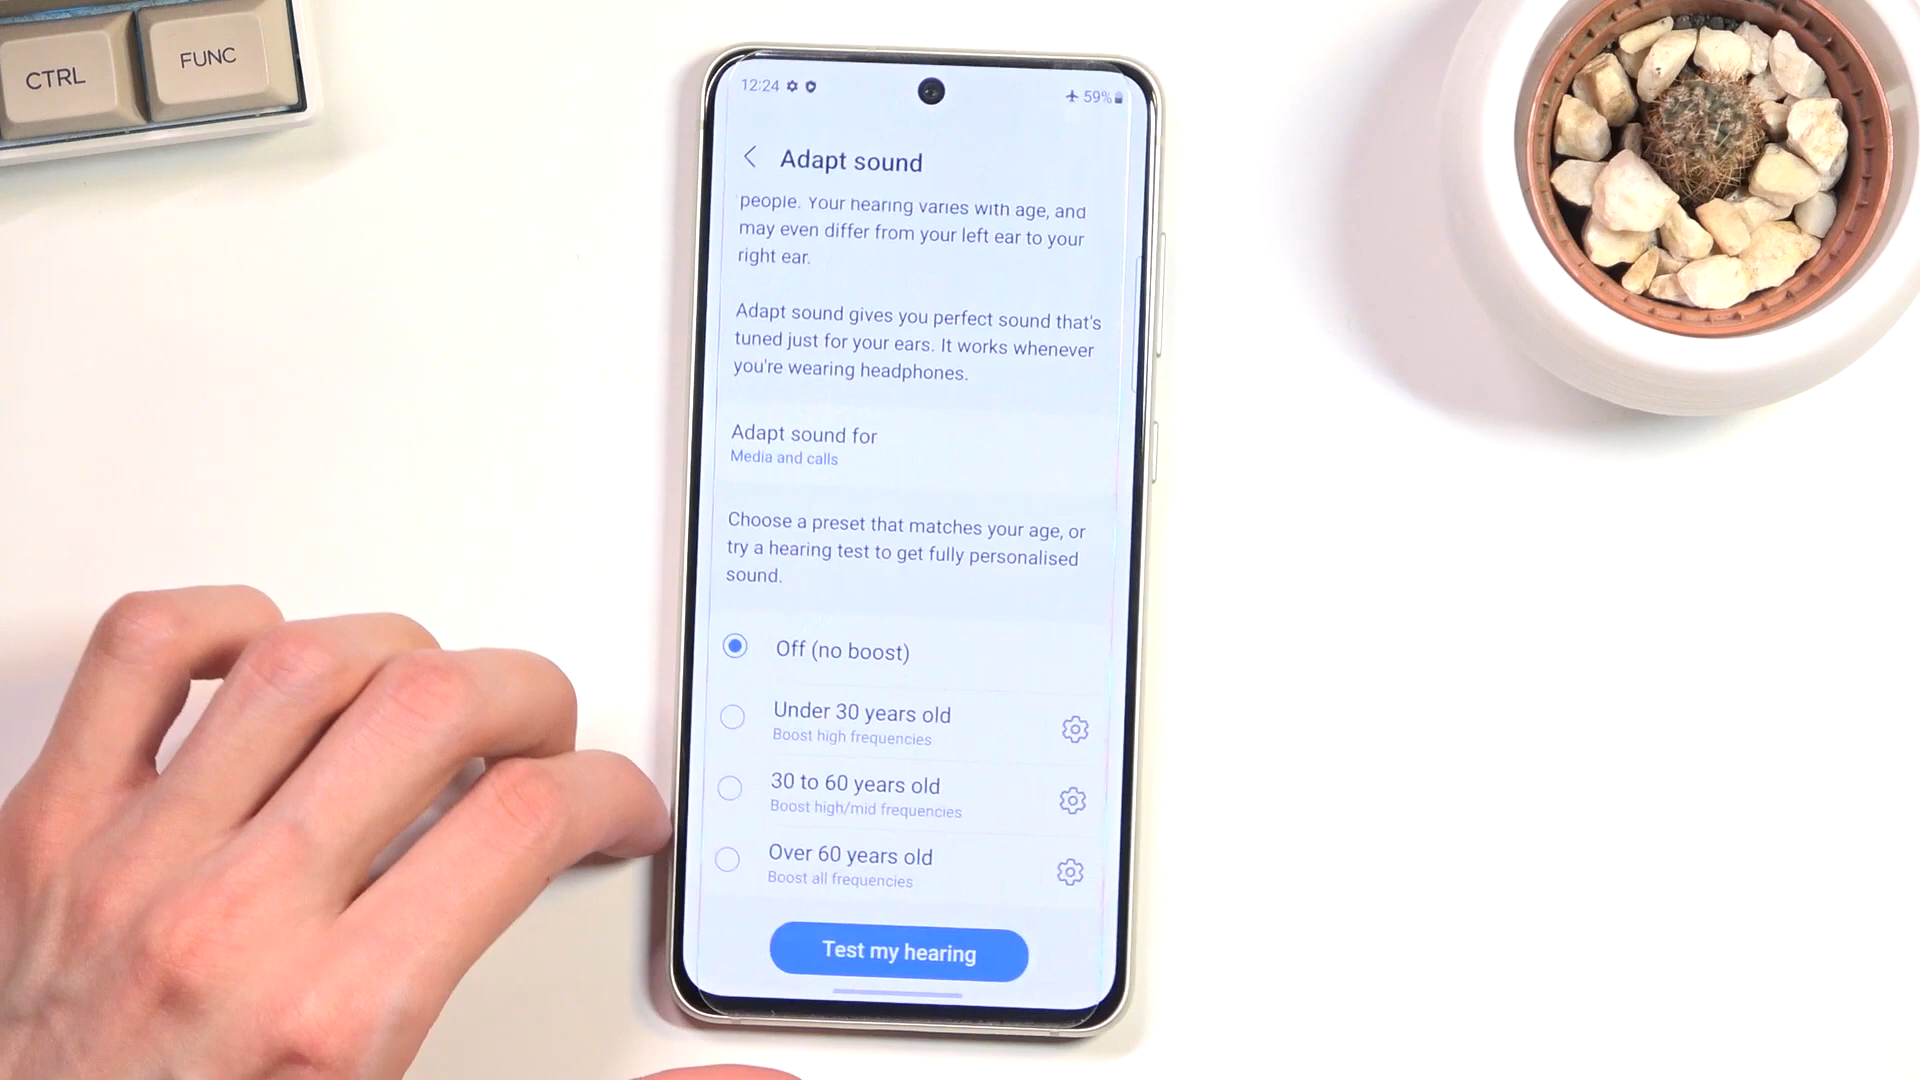 CTRL
FUNC
12:24
59%
Adapt sound
people. Your hearing varies with age, and
may even differ from your left ear to your
right ear.
Adapt sound gives you perfect sound that's
tuned just for your ears. It works whenever
you're wearing headphones.
Adapt sound for
Media and calls
Choose a preset that matches your age, or
try a hearing test to get fully personalised
sound.
Off (no boost)
Under 30 years old
Boost high frequencies
30 to 60 years old
Boost high/mid frequencies
Over 60 years old
Boost all frequencies
Test my hearing